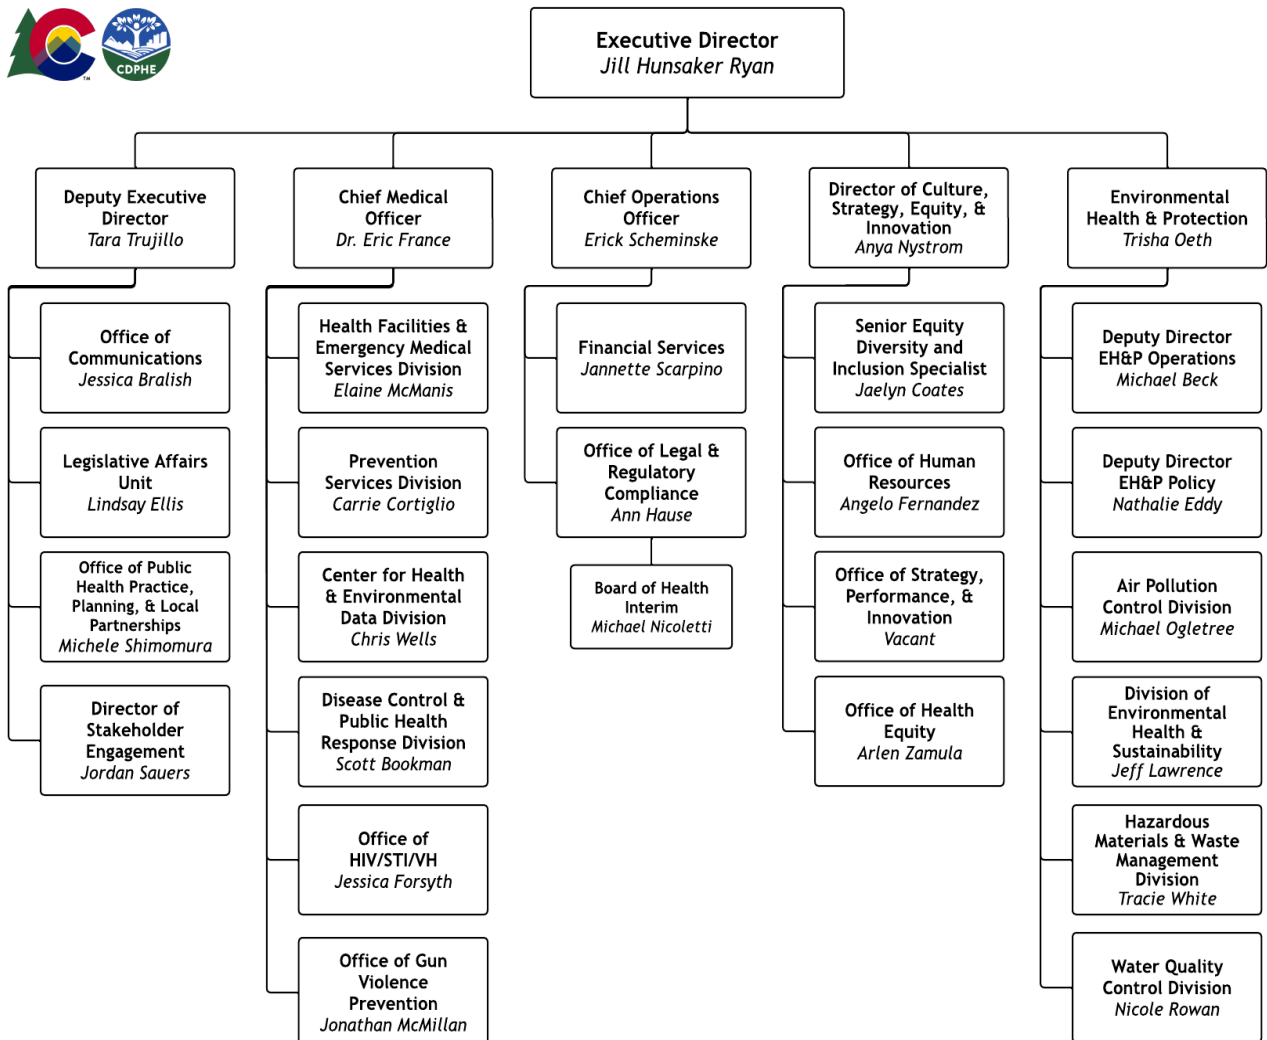 CDPHE
TM
Executive Director
Jill Hunsaker Ryan
Deputy Executive
Director
Tara Trujillo
Office of
Communications
Jessica Bralish
Legislative Affairs
Unit
Lindsay Ellis
Office of Public
Health Practice,
Planning, & Local
Partnerships
Michele Shimomura
Director of
Stakeholder
Engagement
Jordan Sauers
Chief Medical
Officer
Dr. Eric France
Health Facilities &
Emergency Medical
Services Division
Elaine McManis
Prevention
Services Division
Carrie Cortiglio
Center for Health
& Environmental
Data Division
Chris Wells
Disease Control &
Public Health
Response Division
Scott Bookman
Office of
HIV/STI/VH
Jessica Forsyth
Office of Gun
Violence
Prevention
Jonathan McMillan
Chief Operations
Officer
Erick Scheminske
Financial Services
Jannette Scarpino
Office of Legal &
Regulatory
Compliance
Ann Hause
Board of Health
Interim
Michael Nicoletti
Director of Culture,
Strategy, Equity, &
Innovation
Anya Nystrom
Senior Equity
Diversity and
Inclusion Specialist
Jaelyn Coates
Office of Human
Resources
Angelo Fernandez
Office of Strategy,
Performance, &
Innovation
Vacant
Office of Health
Equity
Arlen Zamula
Environmental
Health & Protection
Trisha Oeth
Deputy Director
EH&P Operations
Michael Beck
Deputy Director
EH&P Policy
Nathalie Eddy
Air Pollution
Control Division
Michael Ogletree
Division of
Environmental
Health &
Sustainability
Jeff Lawrence
Hazardous
Materials & Waste
Management
Division
Tracie White
Water Quality
Control Division
Nicole Rowan